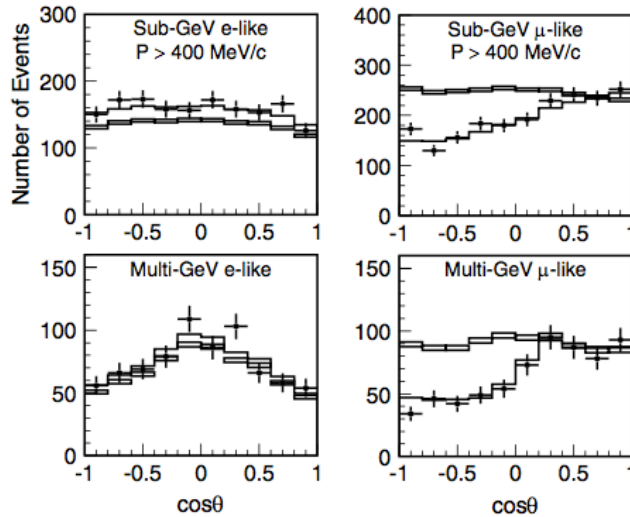 Sub-GeV e-like
P > 400 MeV/c
Sub-GeV μ-like
P > 400 MeV/c
Number of Events
300
200
100
0
400
300
200
100
0
-1 -0.5 0 0.5 1
-1 -0.5 0 0.5 1
Multi-GeV e-like
Multi-GeV μ-like
150
100
50
0
150
100
50
0
-1 -0.5 0 0.5 1
-1 -0.5 0 0.5 1
cosθ
cosθ